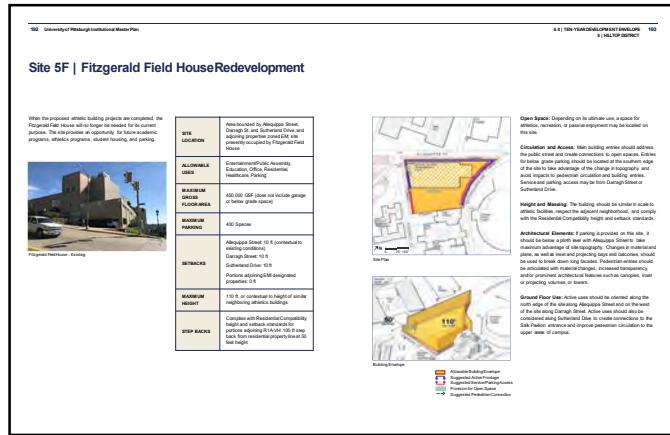 192 University of Pittsburgh Institutional Master Plan
5.0 | TEN-YEAR DEVELOPMENT ENVELOPE 193
5 | HILLTOP DISTRICT
Site 5F | Fitzgerald Field House Redevelopment
When the proposed athletic building projects are completed, the
Fitzgerald Field House will no longer be needed for its current
purpose. The site provides an opportunity for future academic
programs, athletics programs, student housing, and parking.
Fitzgerald Field House - Existing
SITE
LOCATION
Area bounded by Allequippa Street,
Darragh St, and Sutherland Drive, and
adjoining properties zoned EMI; site
presently occupied by Fitzgerald Field
House
ALLOWABLE
USES
Entertainment/Public Assembly,
Education, Office, Residential,
Healthcare, Parking
MAXIMUM
GROSS
FLOOR AREA
450,000 GSF (does not include garage
or below grade space)
MAXIMUM
PARKING
400 Spaces
SETBACKS
Allequippa Street: 10 ft (contextual to
existing conditions)
Darragh Street: 10 ft
Sutherland Drive: 10 ft
Portions adjoining EMI-designated
properties: 0 ft
MAXIMUM
HEIGHT
110 ft, or contextual to height of similar
neighboring athletics buildings
STEP BACKS
Complies with Residential Compatibility
height and setback standards for
portions adjoining R1A-VH: 100 ft step
back from residential property line at 50
feet height
Site Plan
50'
110'
Building Envelope
Allowable Building Envelope
Suggested Active Frontage
Suggested Service/Parking Access
Provision for Open Space
Suggested Pedestrian Connection
Open Space: Depending on its ultimate use, a space for
athletics, recreation, or passive enjoyment may be located on
this site.
Circulation and Access: Main building entries should address
the public street and create connections to open spaces. Entries
for below grade parking should be located at the southern edge
of the site to take advantage of the change in topography and
avoid impacts to pedestrian circulation and building entries.
Service and parking access may be from Darragh Street or
Sutherland Drive.
Height and Massing: The building should be similar in scale to
athletic facilities, respect the adjacent neighborhood, and comply
with the Residential Compatibility height and setback standards.
Architectural Elements: If parking is provided on this site, it
should be below a plinth level with Allequippa Street to take
maximum advantage of site topography. Changes in material and
plane, as well as inset and projecting bays and balconies, should
be used to break down long facades. Pedestrian entries should
be articulated with material changes, increased transparency,
and/or prominent architectural features such as canopies, inset
or projecting volumes, or towers.
Ground Floor Use: Active uses should be oriented along the
north edge of the site along Allequippa Street and on the west
of the site along Darragh Street. Active uses should also be
considered along Sutherland Drive to create connections to the
Salk Pavilion entrance and improve pedestrian circulation to the
upper areas of campus.